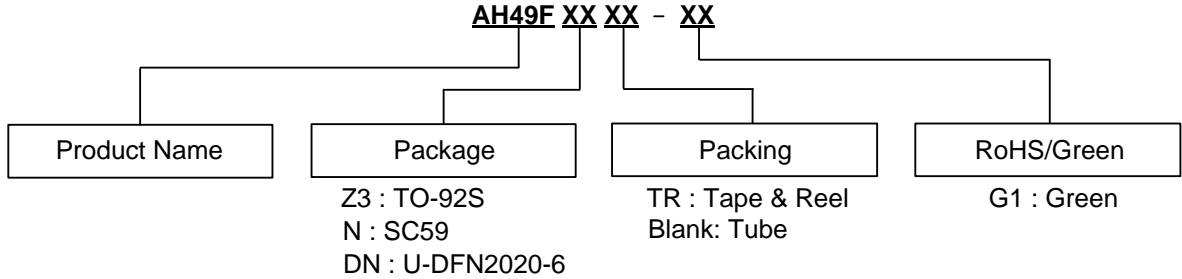 AH49F XX XX - XX
Product Name
Package
Packing
RoHS/Green
Z3 : TO-92S
N : SC59
DN : U-DFN2020-6
TR : Tape & Reel
Blank: Tube
G1 : Green